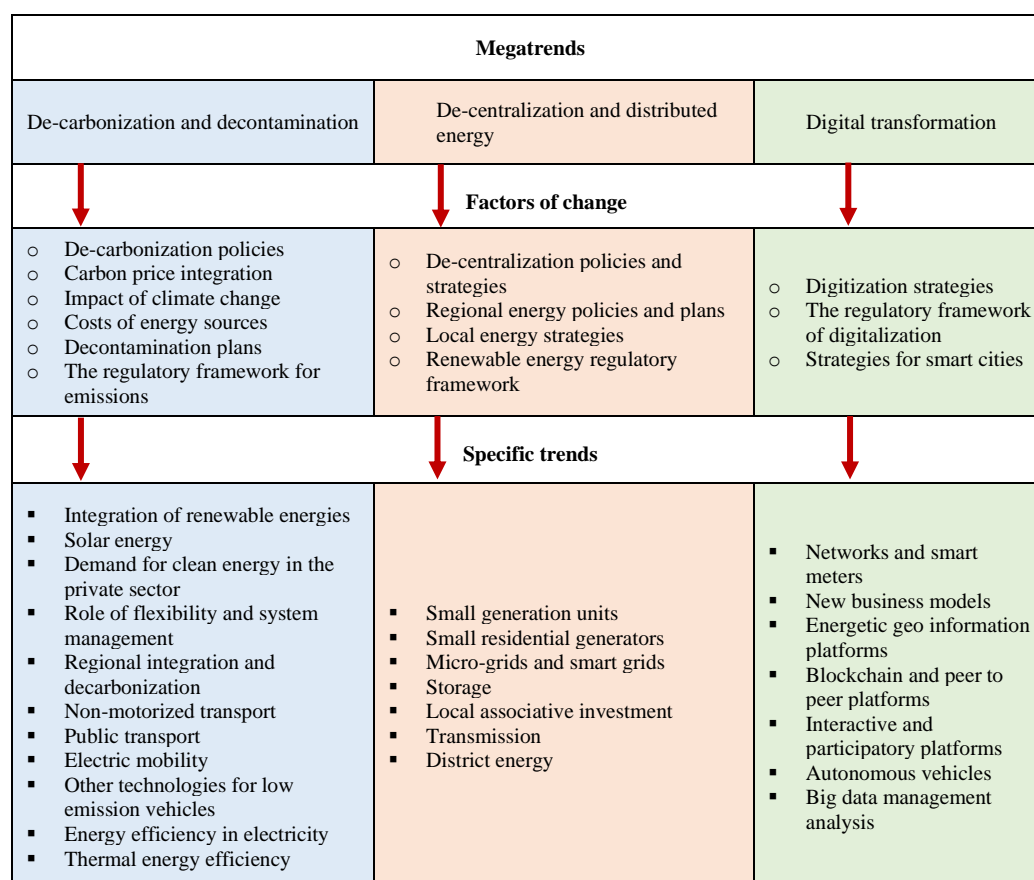 Megatrends
De-carbonization and decontamination
De-centralization and distributed
energy
Digital transformation
Factors of change
o De-carbonization policies
o Carbon price integration
o Impact of climate change
o Costs of energy sources
o Decontamination plans
o The regulatory framework for
emissions
o De-centralization policies and
strategies
o Regional energy policies and plans
o Local energy strategies
o Renewable energy regulatory
framework
o Digitization strategies
o The regulatory framework
of digitalization
o Strategies for smart cities
Specific trends
▪ Integration of renewable energies
▪ Solar energy
▪ Demand for clean energy in the
private sector
▪ Role of flexibility and system
management
▪ Regional integration and
decarbonization
▪ Non-motorized transport
▪ Public transport
▪ Electric mobility
▪ Other technologies for low
emission vehicles
▪ Energy efficiency in electricity
▪ Thermal energy efficiency
▪ Small generation units
▪ Small residential generators
▪ Micro-grids and smart grids
▪ Storage
▪ Local associative investment
▪ Transmission
▪ District energy
▪ Networks and smart
meters
▪ New business models
▪ Energetic geo information
platforms
▪ Blockchain and peer to
peer platforms
▪ Interactive and
participatory platforms
▪ Autonomous vehicles
▪ Big data management
analysis